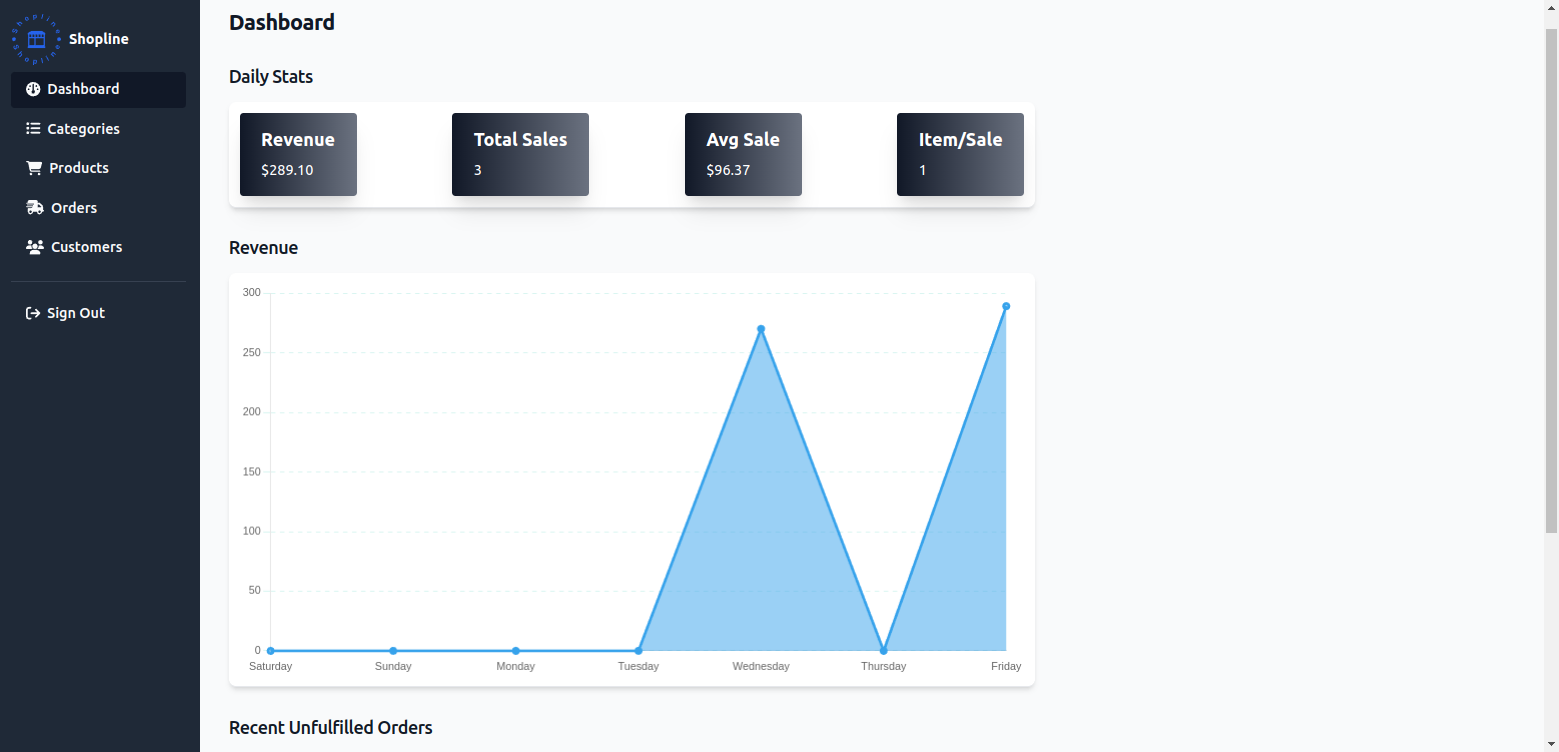 Shopline
Shopline
Shopline
Dashboard
Categories
Products
Orders
Customers
Sign Out
Dashboard
Daily Stats
Revenue
$289.10
Total Sales
3
Avg Sale
$96.37
Item/Sale
1
Revenue
300
250
200
150
100
50
0
Saturday Sunday Monday Tuesday Wednesday Thursday Friday
Recent Unfulfilled Orders